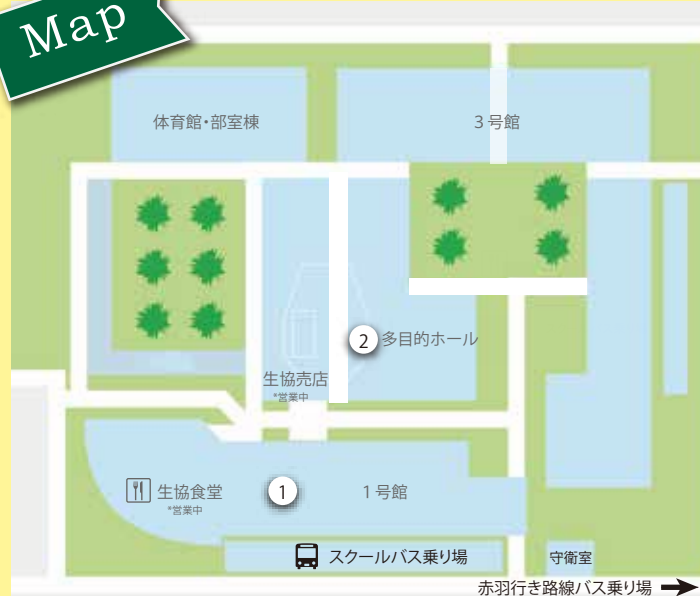 Map
体育館・部室棟
3号館
② 多目的ホール
生協売店
*営業中
生協食堂
*営業中
① 1号館
スクールバス乗り場
守衛室
赤羽行き路線バス乗り場